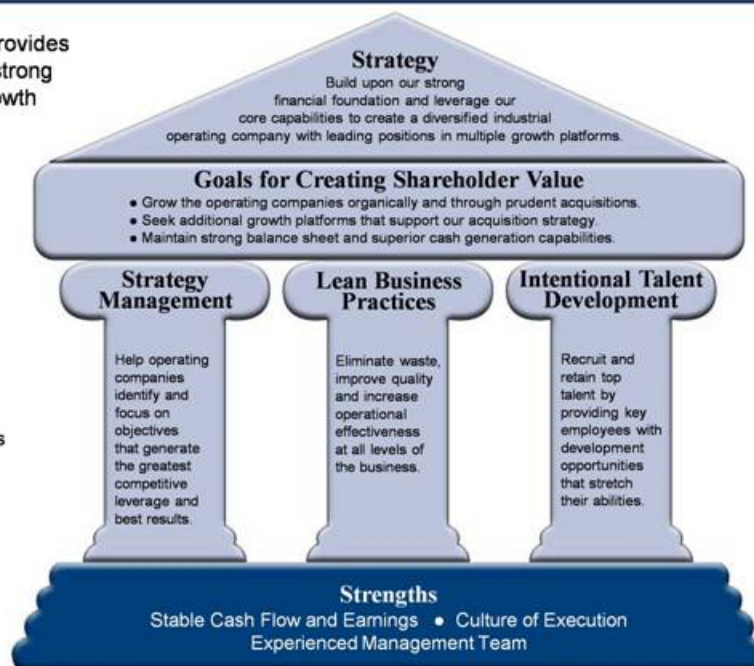 rovides
trong
owth
s
Strategy
Build upon our strong
financial foundation and leverage our
core capabilities to create a diversified industrial
operating company with leading positions in multiple growth platforms.
Goals for Creating Shareholder Value
● Grow the operating companies organically and through prudent acquisitions.
● Seek additional growth platforms that support our acquisition strategy.
● Maintain strong balance sheet and superior cash generation capabilities.
Strategy
Management
Help operating
companies
identify and
focus on
objectives
that generate
the greatest
competitive
leverage and
best results.
Lean Business
Practices
Eliminate waste,
improve quality
and increase
operational
effectiveness
at all levels of
the business.
Intentional Talent
Development
Recruit and
retain top
talent by
providing key
employees with
development
opportunities
that stretch
their abilities.
Strengths
Stable Cash Flow and Earnings ● Culture of Execution
Experienced Management Team